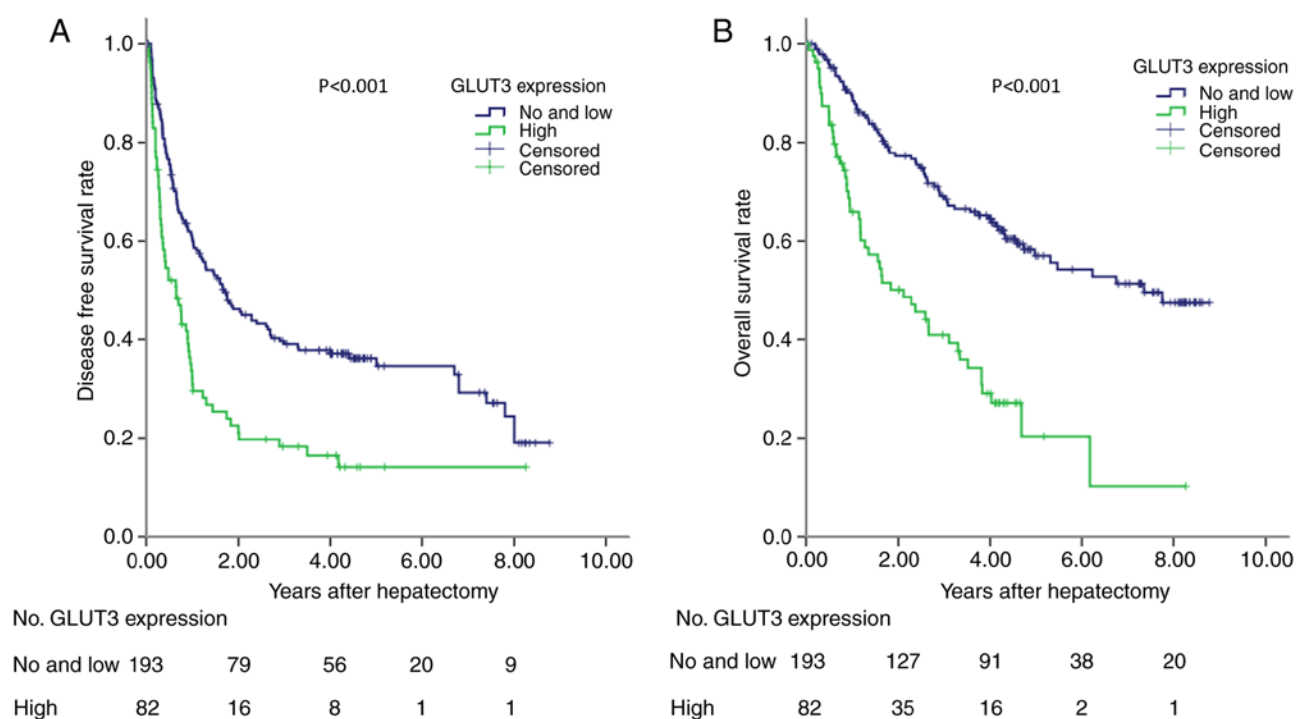 A
P<0.001
GLUT3 expression
No and low
High
Censored
Censored
Disease free survival rate
1.0
0.8
0.6
0.4
0.2
0.0
0.00 2.00 4.00 6.00 8.00 10.00
Years after hepatectomy
No. GLUT3 expression
No and low 193 79 56 20 9
High 82 16 8 1 1
B
P<0.001
GLUT3 expression
No and low
High
Censored
Censored
Overall survival rate
1.0
0.8
0.6
0.4
0.2
0.0
0.00 2.00 4.00 6.00 8.00 10.00
Years after hepatectomy
No. GLUT3 expression
No and low 193 127 91 38 20
High 82 35 16 2 1